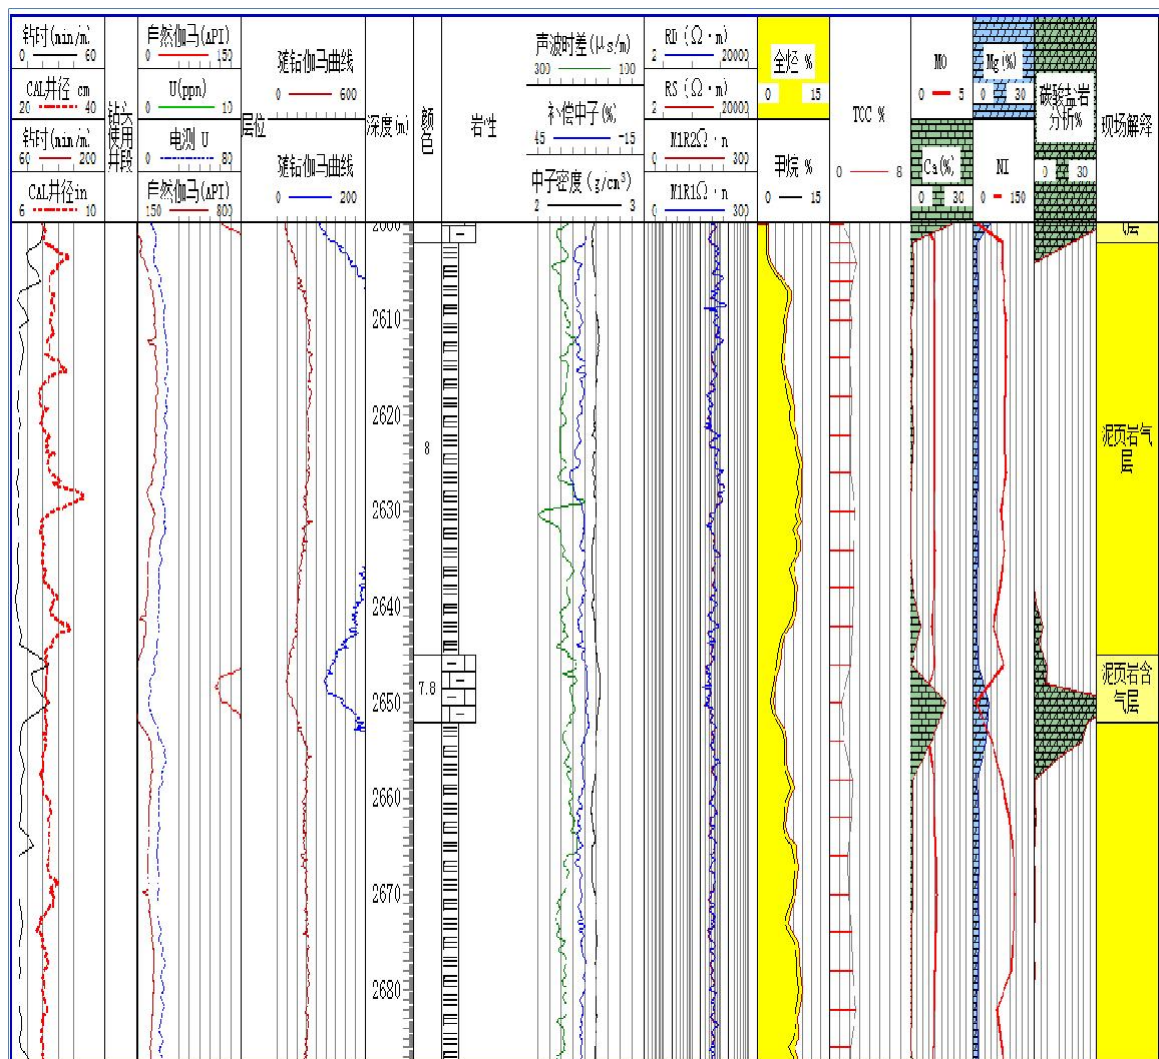 钻时(min/m)
0 60
CAL井径 cm
20 40
钻时(min/m)
60 200
CAL井径in
6 10
钻头
使用
井段
自然伽马(API)
0 150
U(ppn)
0 10
电测 U
0 80
自然伽马(API)
150 800
层位
随钻伽马曲线
0 600
随钻伽马曲线
0 200
深度(m)
颜
色
岩性
声波时差(μs/m)
300 100
补偿中子(%)
45 -15
中子密度(g/cm³)
2 3
RD (Ω·m)
2 20000
RS (Ω·m)
2 20000
M1R2Ω·n
0 300
M1R1Ω·n
0 300
全烃 %
0 15
甲烷 %
0 15
TCC %
0 8
MO
0 5
Ca(%)
0 30
Mg(%)
0 30
NI
0 150
碳酸盐岩
分析%
0 30
现场解释
气层
2610
2620
2630
2640
2650
2660
2670
2680
8
7.8
泥页岩气
层
泥页岩含
气层